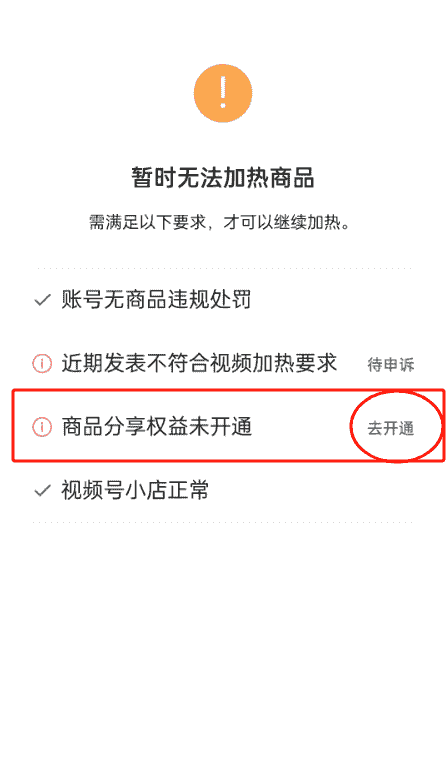 暂时无法加热商品
需满足以下要求，才可以继续加热。
账号无商品违规处罚
近期发表不符合视频加热要求 待申诉
商品分享权益未开通 去开通
视频号小店正常